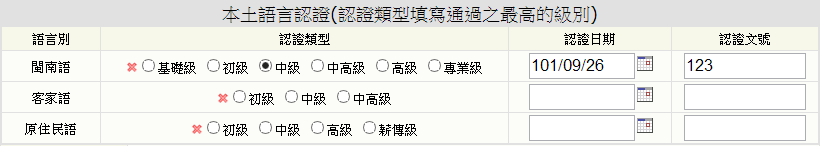 本土語言認證(認證類型填寫通過之最高的級別)
語言別 認證類型 認證日期 認證文號
閩南語 基礎級 初級 中級 中高級 高級 專業級 101/09/26 123
客家語 初級 中級 中高級
原住民語 初級 中級 高級 薪傳級